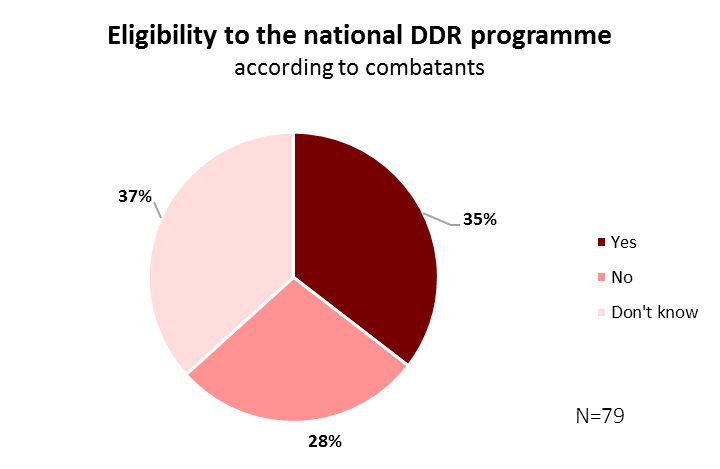 Eligibility to the national DDR programme
according to combatants
37%
35%
Yes
No
Don't know
N=79
28%